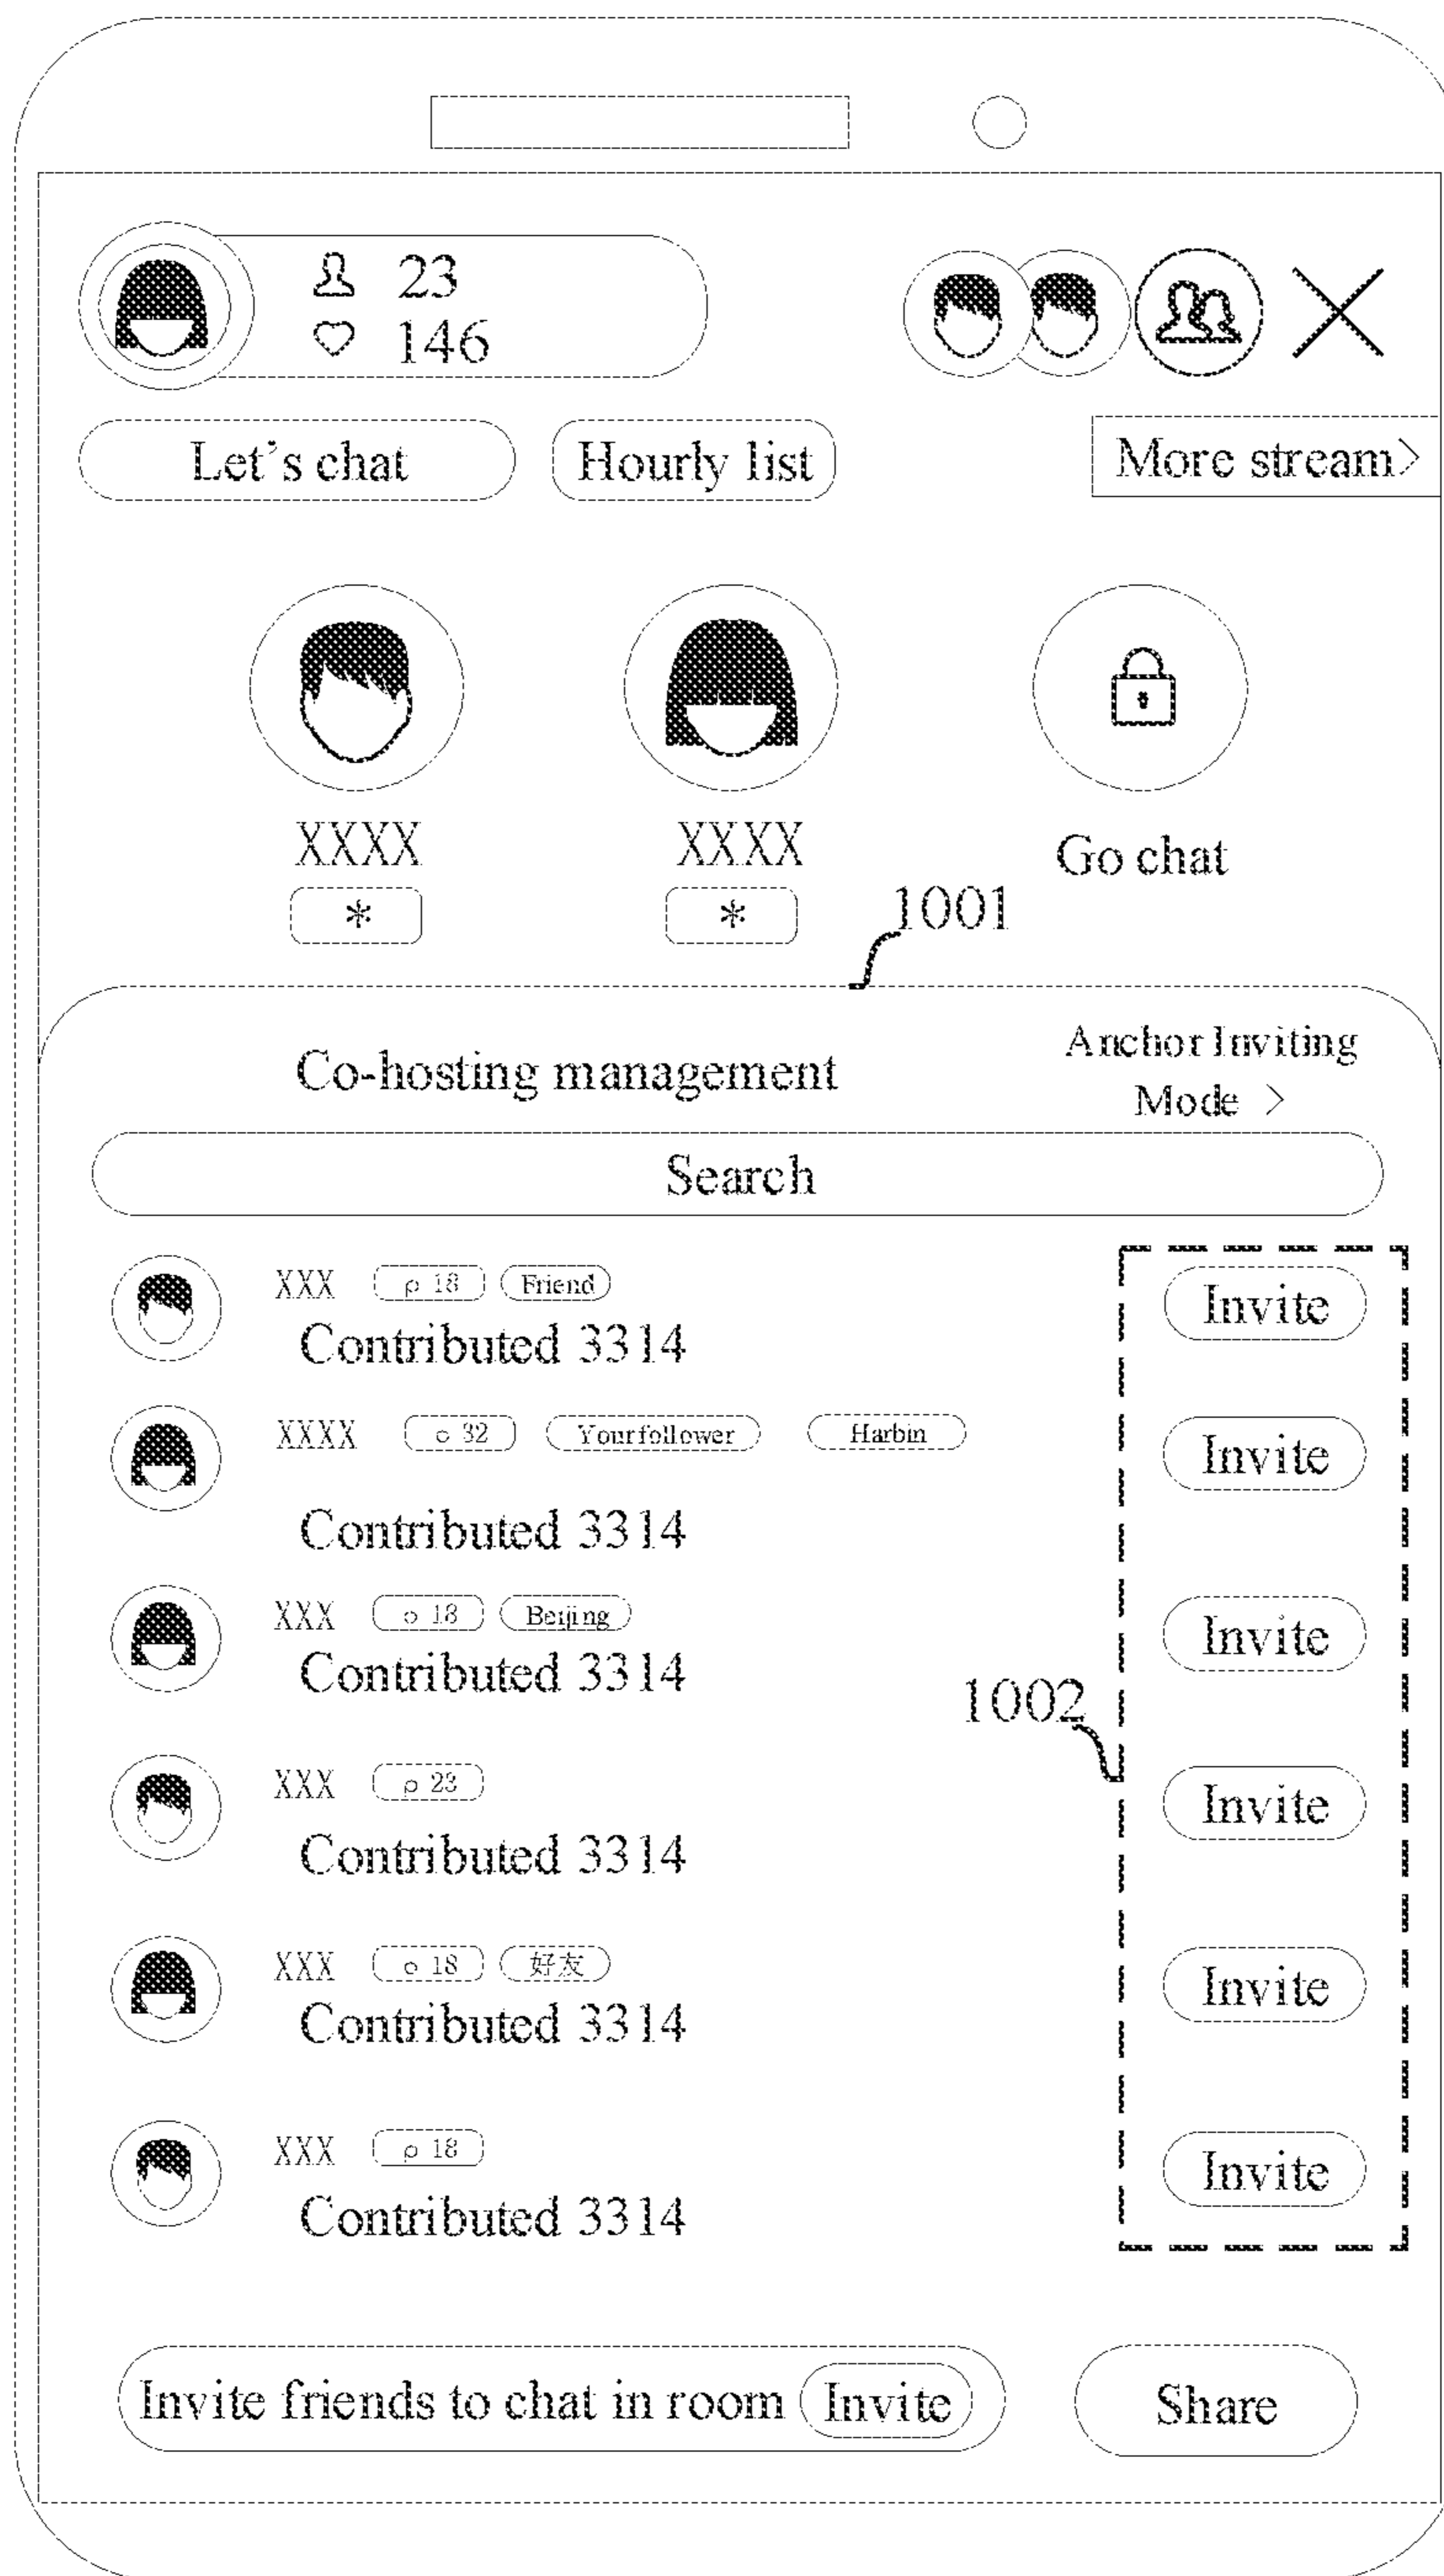 23
146
Let's chat
Hourly list
More stream>
XXXX
XXXX
Go chat
*
*
1001
Co-hosting management
Anchor Inviting
Mode >
Search
XXX 18 Friend
Contributed 3314
Invite
XXXX 32 Your follower Harbin
Contributed 3314
Invite
XXX 18 Beijing
Contributed 3314
Invite
1002
XXX 23
Contributed 3314
Invite
XXX 18 好友
Contributed 3314
Invite
XXX 18
Contributed 3314
Invite
Invite friends to chat in room Invite
Share